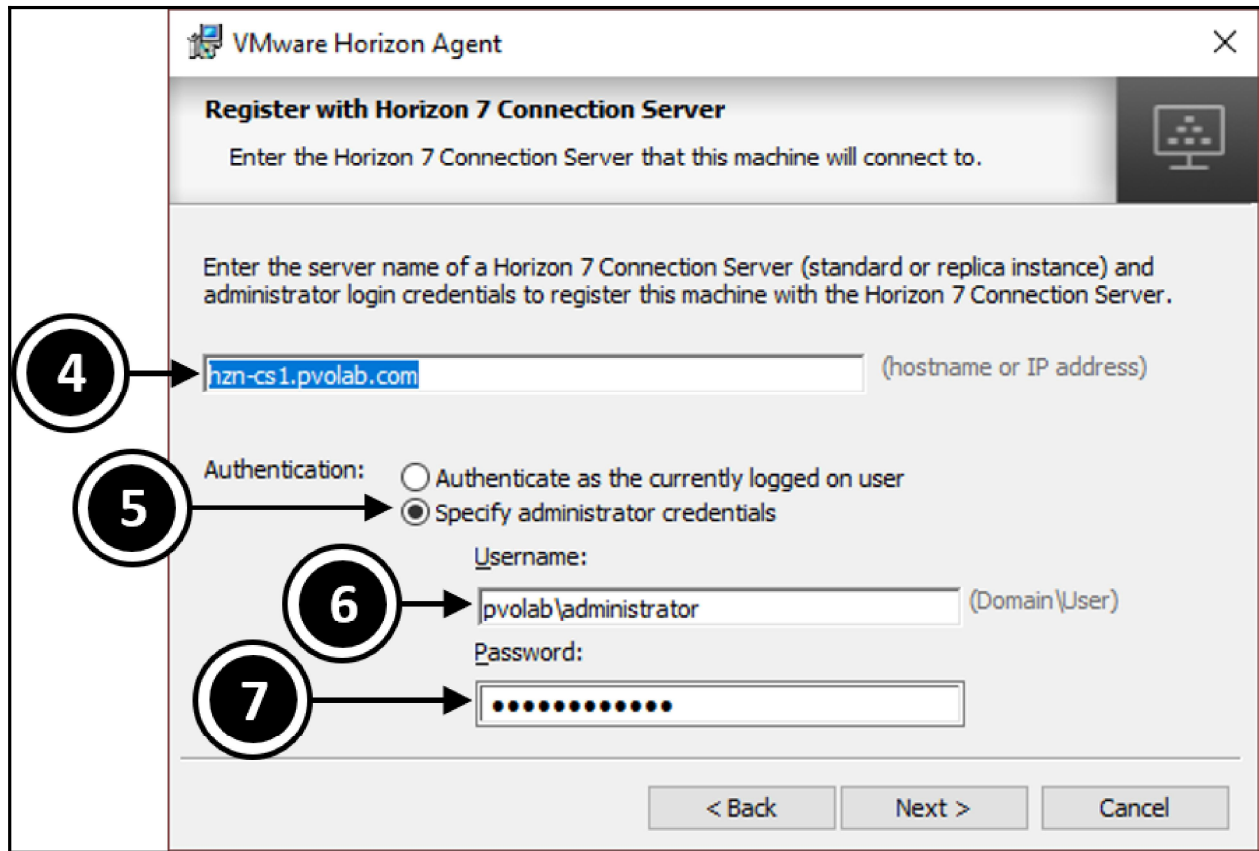 VMware Horizon Agent
Register with Horizon 7 Connection Server
Enter the Horizon 7 Connection Server that this machine will connect to.
Enter the server name of a Horizon 7 Connection Server (standard or replica instance) and
administrator login credentials to register this machine with the Horizon 7 Connection Server.
4
hzn-cs1.pvolab.com (hostname or IP address)
Authentication: Authenticate as the currently logged on user
5 Specify administrator credentials
Username:
6 pvolab\administrator (Domain\User)
Password:
7 ••••••••••••
< Back Next > Cancel